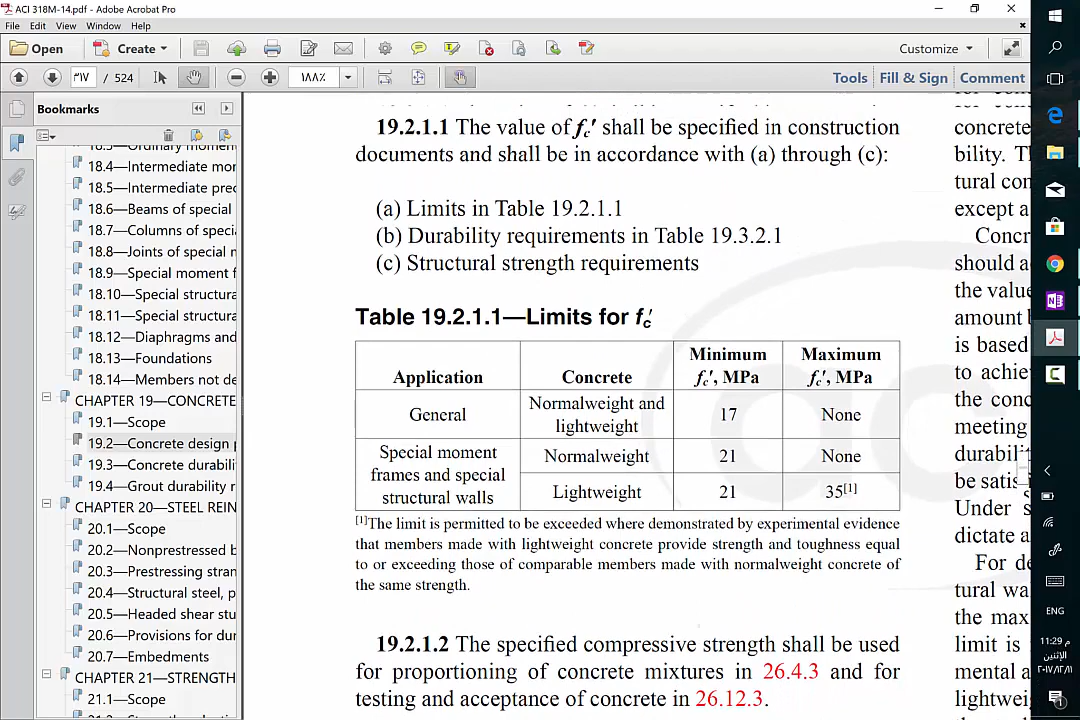 ACI 318M-14.pdf - Adobe Acrobat Pro
File Edit View Window Help
Open Create Customize
٣١٧ / 524 ١٨٨٪ Tools Fill & Sign Comment
Bookmarks
18.4—Intermediate mor
18.5—Intermediate prec
18.6—Beams of special
18.7—Columns of speci
18.8—Joints of special
18.9—Special moment f
18.10—Special structura
18.11—Special structura
18.12—Diaphragms and
18.13—Foundations
18.14—Members not de
CHAPTER 19—CONCRETE
19.1—Scope
19.2—Concrete design
19.3—Concrete durabili
19.4—Grout durability r
CHAPTER 20—STEEL REIN
20.1—Scope
20.2—Nonprestressed b
20.3—Prestressing stran
20.4—Structural steel, p
20.5—Headed shear stu
20.6—Provisions for dur
20.7—Embedments
CHAPTER 21—STRENGTH
21.1—Scope
19.2.1.1 The value of fc′ shall be specified in construction
documents and shall be in accordance with (a) through (c):
(a) Limits in Table 19.2.1.1
(b) Durability requirements in Table 19.3.2.1
(c) Structural strength requirements
Table 19.2.1.1—Limits for fc′
Application Concrete Minimum fc′, MPa Maximum fc′, MPa
General Normalweight and lightweight 17 None
Special moment frames and special structural walls Normalweight 21 None
Lightweight 21 35[1]
[1]The limit is permitted to be exceeded where demonstrated by experimental evidence
that members made with lightweight concrete provide strength and toughness equal
to or exceeding those of comparable members made with normalweight concrete of
the same strength.
19.2.1.2 The specified compressive strength shall be used
for proportioning of concrete mixtures in 26.4.3 and for
testing and acceptance of concrete in 26.12.3.
concrete
bility. T
tural con
except a
Concr
should a
the value
amount
is based
to achie
the conc
meeting
durabilit
be satis
Under s
dictate a
For de
tural wa
the max
limit is
mental a
lightwei
ENG
11:29 م
الإثنين
٢٠١٧/١٢/١١